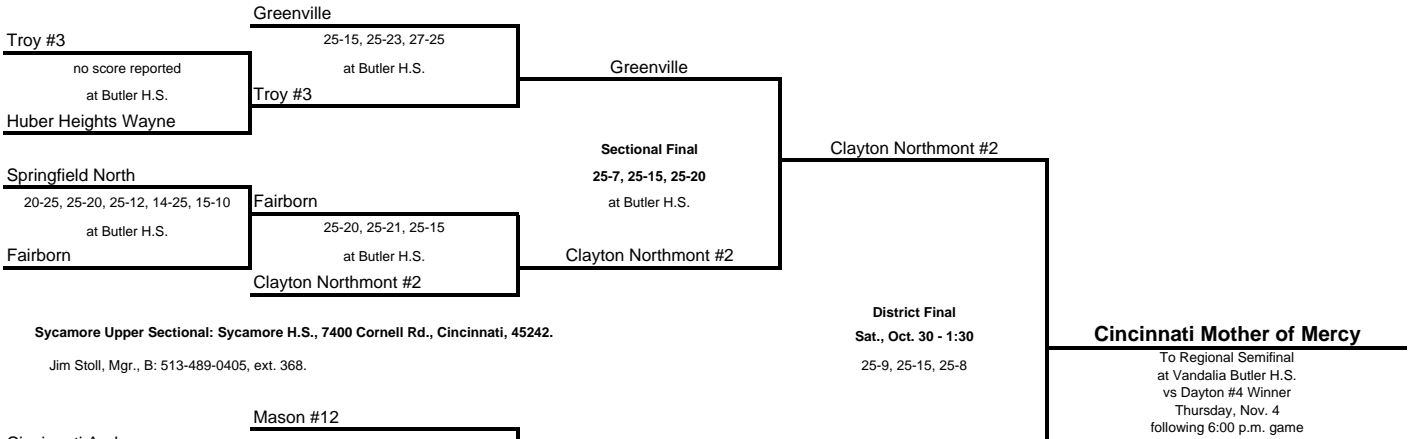 Greenville
Troy #3
25-15, 25-23, 27-25
no score reported
at Butler H.S.
Greenville
at Butler H.S.
Troy #3
Huber Heights Wayne
Sectional Final
Clayton Northmont #2
Springfield North
25-7, 25-15, 25-20
20-25, 25-20, 25-12, 14-25, 15-10
Fairborn
at Butler H.S.
at Butler H.S.
25-20, 25-21, 25-15
Fairborn
at Butler H.S.
Clayton Northmont #2
Clayton Northmont #2
District Final
Sycamore Upper Sectional: Sycamore H.S., 7400 Cornell Rd., Cincinnati, 45242.
Sat., Oct. 30 - 1:30
Cincinnati Mother of Mercy
Jim Stoll, Mgr., B: 513-489-0405, ext. 368.
25-9, 25-15, 25-8
To Regional Semifinal
at Vandalia Butler H.S.
vs Dayton #4 Winner
Thursday, Nov. 4
following 6:00 p.m. game
Mason #12